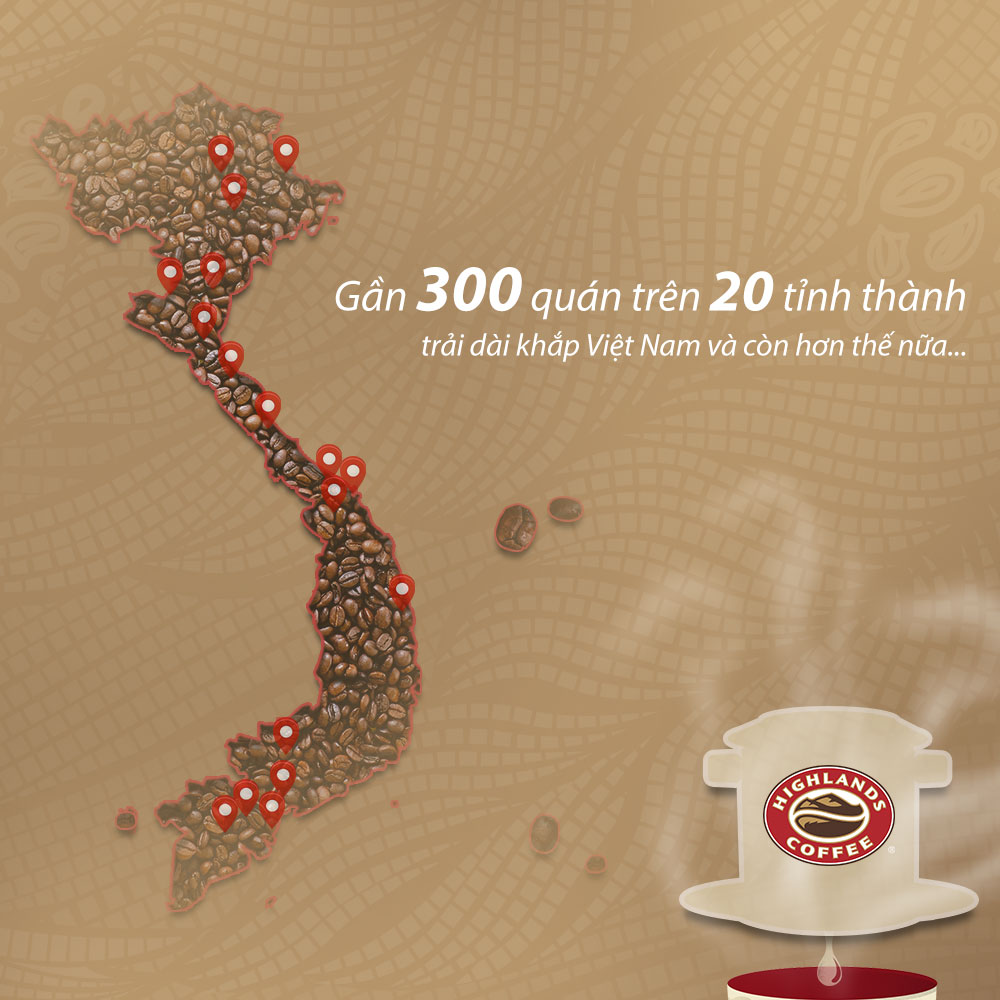 Gần 300 quán trên 20 tỉnh thành
trải dài khắp Việt Nam và còn hơn thế nữa...
HIGHLANDS
COFFEE
®